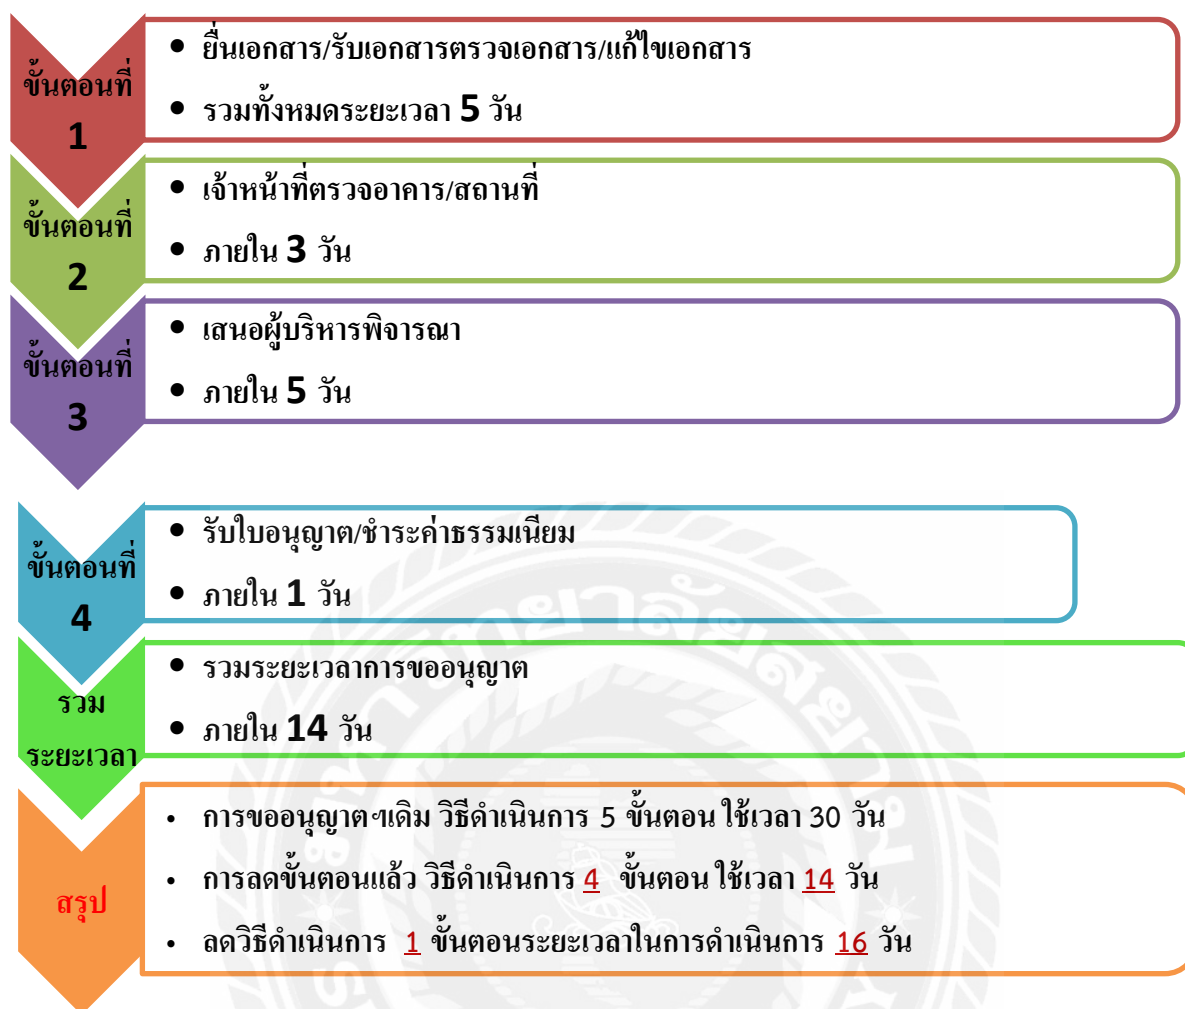 ขั้นตอนที่
1
• ยื่นเอกสาร/รับเอกสารตรวจเอกสาร/แก้ไขเอกสาร
• รวมทั้งหมดระยะเวลา 5 วัน
ขั้นตอนที่
2
• เจ้าหน้าที่ตรวจอาคาร/สถานที่
• ภายใน 3 วัน
ขั้นตอนที่
3
• เสนอผู้บริหารพิจารณา
• ภายใน 5 วัน
ขั้นตอนที่
4
• รับใบอนุญาต/ชำระค่าธรรมเนียม
• ภายใน 1 วัน
รวม
ระยะเวลา
• รวมระยะเวลาการขออนุญาต
• ภายใน 14 วัน
สรุป
• การขออนุญาตฯเดิม วิธีดำเนินการ 5 ขั้นตอน ใช้เวลา 30 วัน
• การลดขั้นตอนแล้ว วิธีดำเนินการ 4 ขั้นตอน ใช้เวลา 14 วัน
• ลดวิธีดำเนินการ 1 ขั้นตอนระยะเวลาในการดำเนินการ 16 วัน